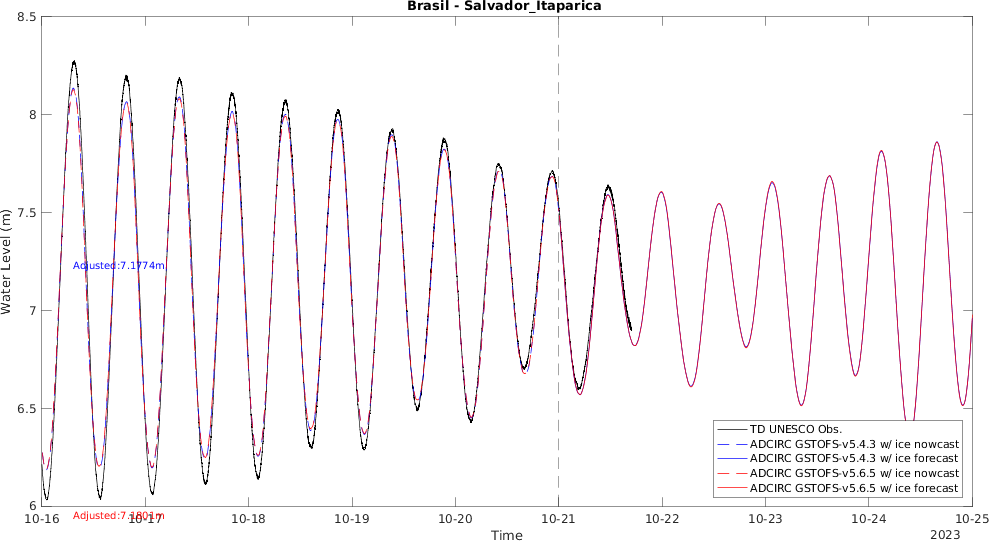 Brasil - Salvador_Itaparica
8.5
8
7.5
7
6.5
6
Water Level (m)
Adjusted:7.1774m
Adjusted:7.1801m
TD UNESCO Obs.
ADCIRC GSTOFS-v5.4.3 w/ ice nowcast
ADCIRC GSTOFS-v5.4.3 w/ ice forecast
ADCIRC GSTOFS-v5.6.5 w/ ice nowcast
ADCIRC GSTOFS-v5.6.5 w/ ice forecast
10-16 10-17 10-18 10-19 10-20 10-21 10-22 10-23 10-24 10-25
Time
2023